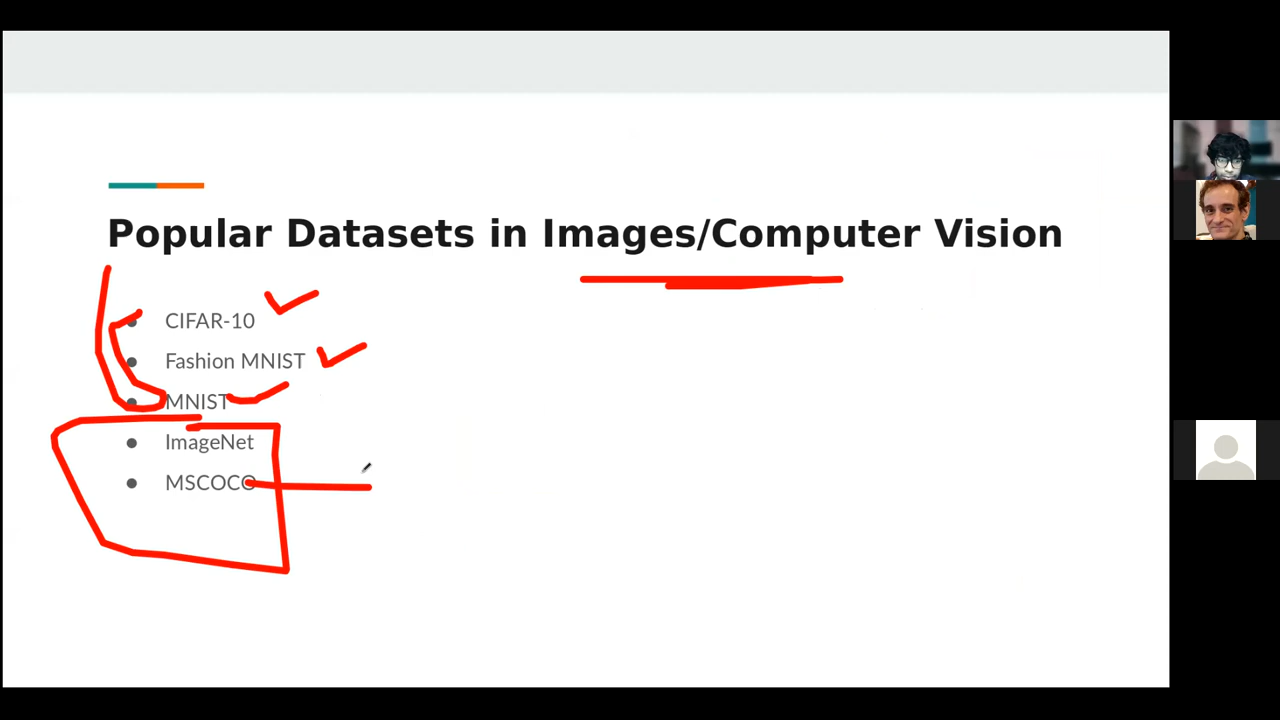 Popular Datasets in Images/Computer Vision
CIFAR-10
Fashion MNIST
MNIST
ImageNet
MSCOCO